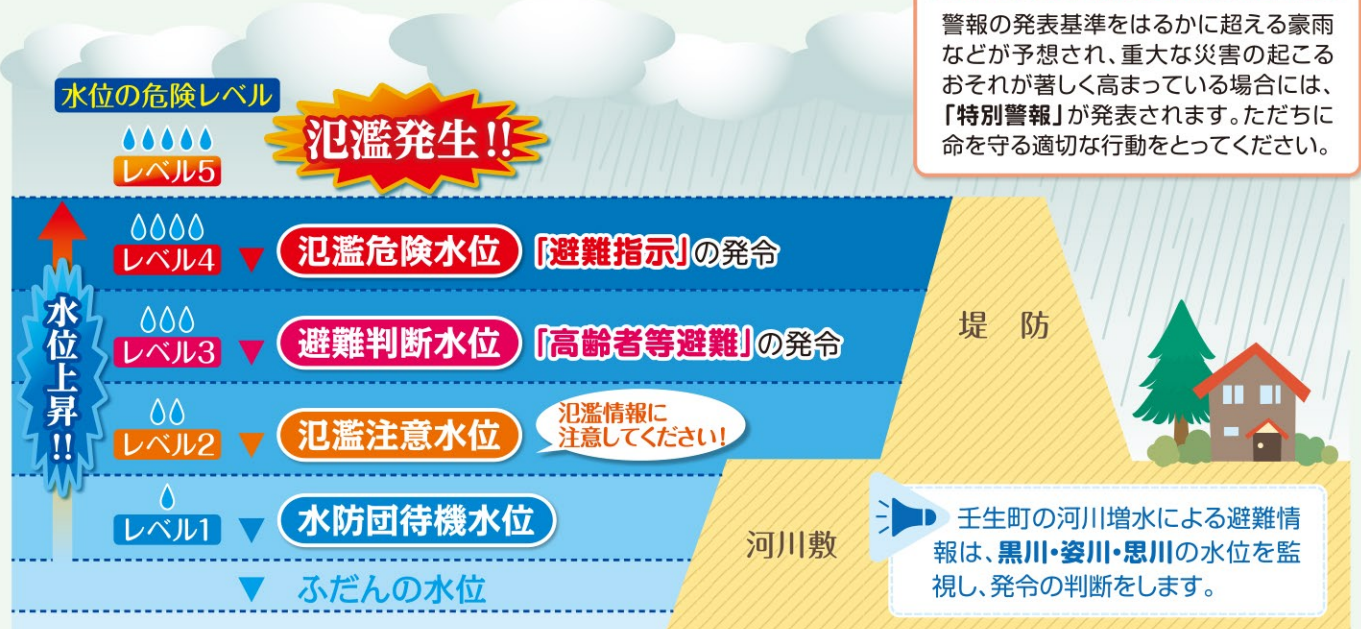 警報の発表基準をはるかに超える豪雨
などが予想され、重大な災害の起こる
おそれが著しく高まっている場合には、
「特別警報」が発表されます。ただちに
命を守る適切な行動をとってください。
水位の危険レベル
レベル5
氾濫発生!!
水位上昇!!
レベル4 ▼ 氾濫危険水位 「避難指示」の発令
レベル3 ▼ 避難判断水位 「高齢者等避難」の発令
レベル2 ▼ 氾濫注意水位
氾濫情報に
注意してください!
レベル1 ▼ 水防団待機水位
▼ ふだんの水位
堤 防
河川敷
壬生町の河川増水による避難情
報は、黒川・姿川・思川の水位を監
視し、発令の判断をします。